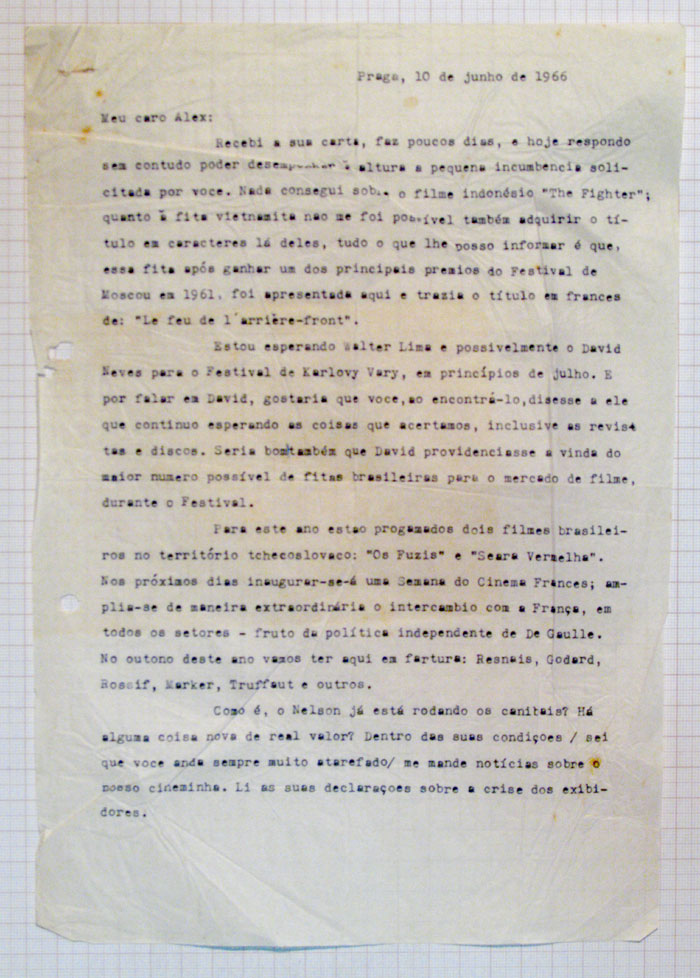 Praga, 10 de junho de 1966
Meu caro Alex:
Recebi a sua carta, faz poucos dias, e hoje respondo
sem contudo poder desempenhar à altura a pequena incumbencia soli-
citada por voce. Nada consegui sob.. o filme indonésio "The Fighter";
quanto à fita vietnamita nao me foi possível também adquirir o tí-
tulo em caracteres lá deles, tudo o que lhe posso informar é que,
essa fita após ganhar um dos principais premios do Festival de
Moscou em 1961, foi apresentada aqui e trazia o título em frances
de: "Le feu de l'arrière-front".
Estou esperando Walter Lima e possivelmente o David
Neves para o Festival de Karlovy Vary, em princípios de julho. E
por falar em David, gostaria que voce,ao encontrá-lo,disesse a ele
que continuo esperando as coisas que acertamos, inclusive as revis
tas e discos. Seria bom também que David providenciasse a vinda do
maior numero possível de fitas brasileiras para o mercado de filme,
durante o Festival.
Para este ano estao progamados dois filmes brasilei-
ros no território tchecoslovaco: "Os Fuzis" e "Seara Vermelha".
Nos próximos dias inaugurar-se-á uma Semana do Cinema Frances; am-
plia-se de maneira extraordinária o intercambio com a França, em
todos os setores - fruto da política independente de De Gaulle.
No outono deste ano vamos ter aqui em fartura: Resnais, Godard,
Rossif, Marker, Truffaut e outros.
Como é, o Nelson já está rodando os canibais? Há
alguma coisa nova de real valor? Dentro das suas condiçoes / sei
que voce anda sempre muito atarefado/ me mande notícias sobre o
nosso cineminha. Li as suas declaraçoes sobre a crise dos exibi-
dores.